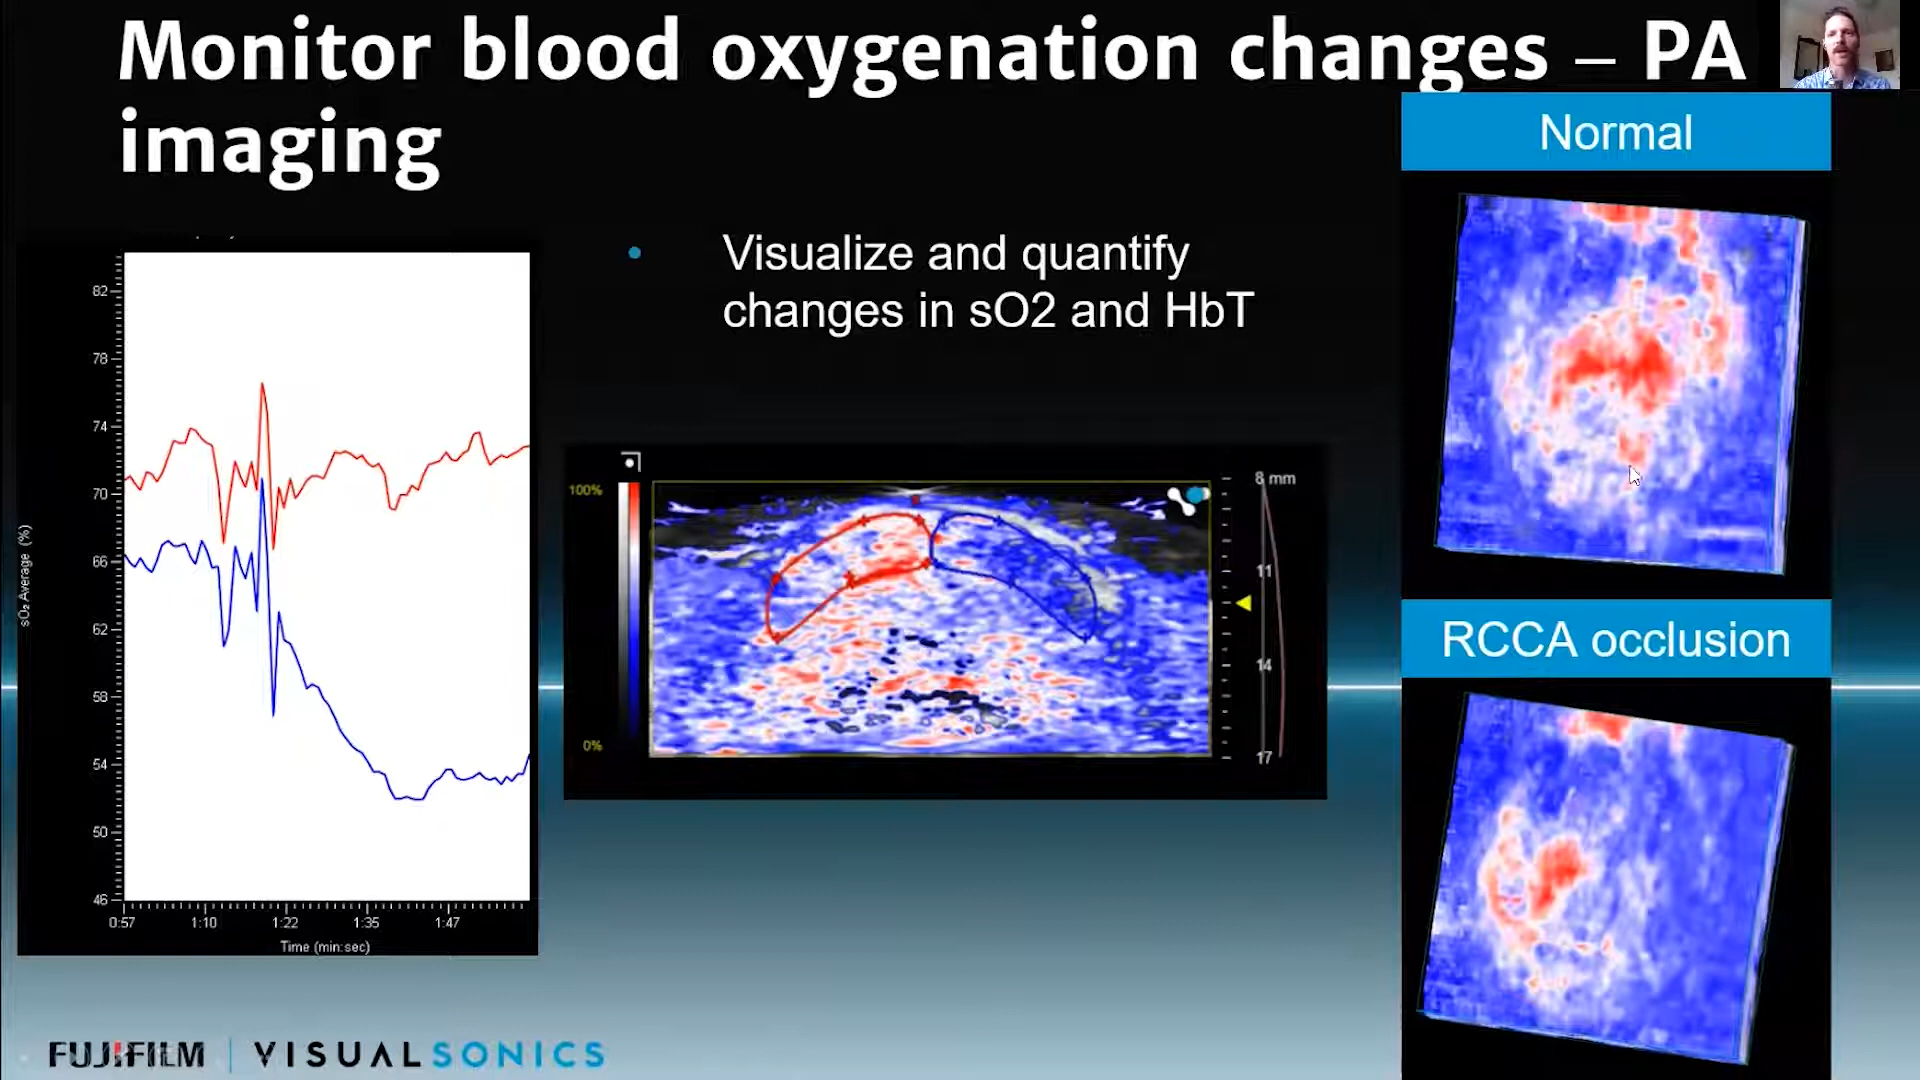 Monitor blood oxygenation changes – PA
imaging
Normal
• Visualize and quantify
changes in sO2 and HbT
82
78
74
70
66
62
58
54
50
46
sO₂ Average (%)
0:57 1:10 1:22 1:35 1:47
Time (min:sec)
100%
0%
8 mm
11
14
17
RCCA occlusion
FUJIFILM | VISUALSONICS